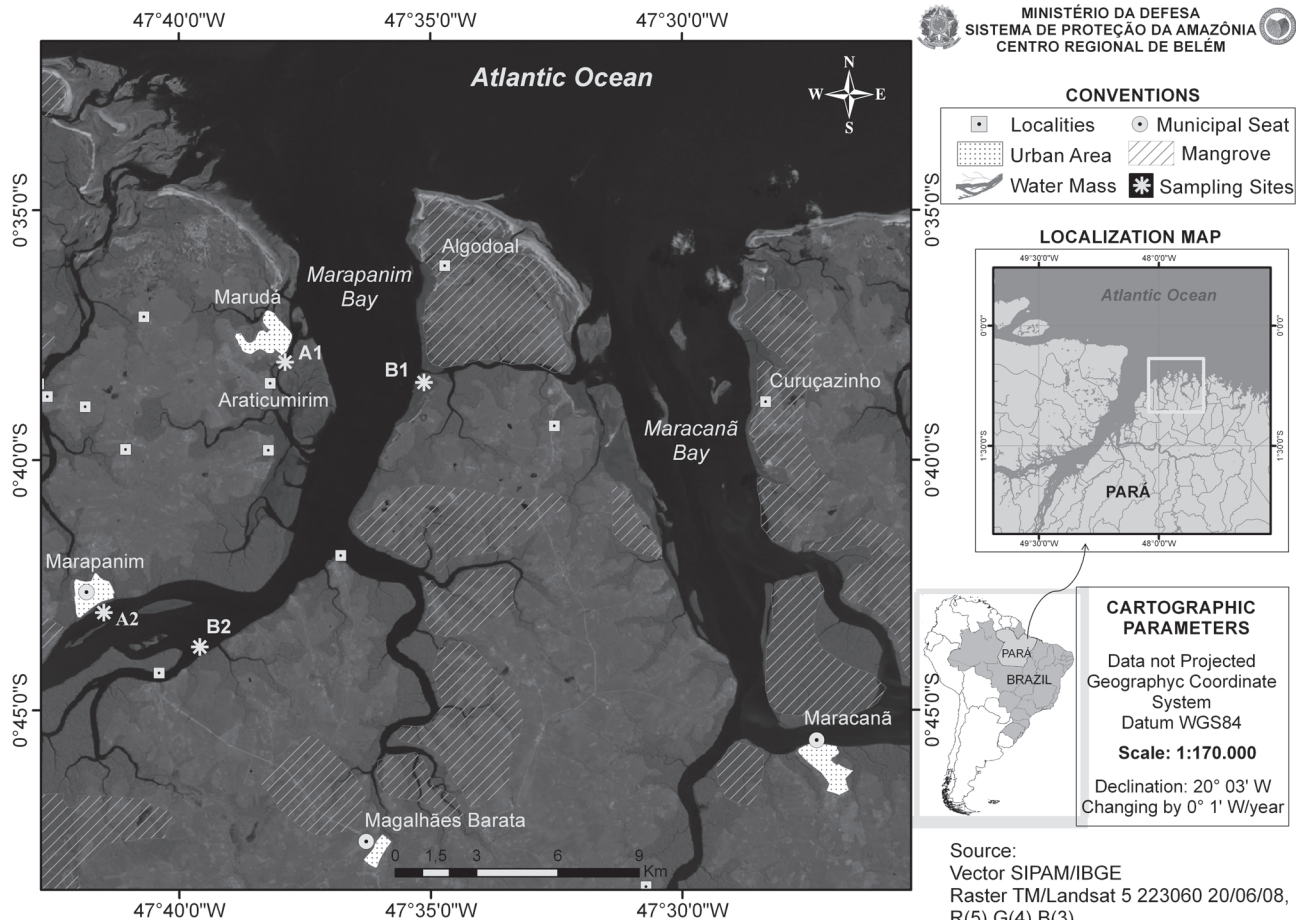 47°40'0"W 47°35'0"W 47°30'0"W
Atlantic Ocean
N
W E
S
0°35'0"S
0°35'0"S
Algodoal
Marapanim
Bay
Marudá
A1
B1
Araticumirim
Curuçazinho
Maracanã
Bay
0°40'0"S
0°40'0"S
Marapanim
A2
B2
0°45'0"S
0°45'0"S
Maracanã
Magalhães Barata
0 1,5 3 6 9
Km
47°40'0"W 47°35'0"W 47°30'0"W
MINISTÉRIO DA DEFESA
SISTEMA DE PROTEÇÃO DA AMAZÔNIA
CENTRO REGIONAL DE BELÉM
CONVENTIONS
Localities Municipal Seat
Urban Area Mangrove
Water Mass Sampling Sites
LOCALIZATION MAP
49°30'0"W 48°0'0"W
Atlantic Ocean
0°0'0"
0°0'0"
1°30'0"S
1°30'0"S
PARÁ
49°30'0"W 48°0'0"W
PARÁ
BRAZIL
CARTOGRAPHIC
PARAMETERS
Data not Projected
Geographyc Coordinate
System
Datum WGS84
Scale: 1:170.000
Declination: 20° 03' W
Changing by 0° 1' W/year
Source:
Vector SIPAM/IBGE
Raster TM/Landsat 5 223060 20/06/08,
R(5) G(4) B(3)